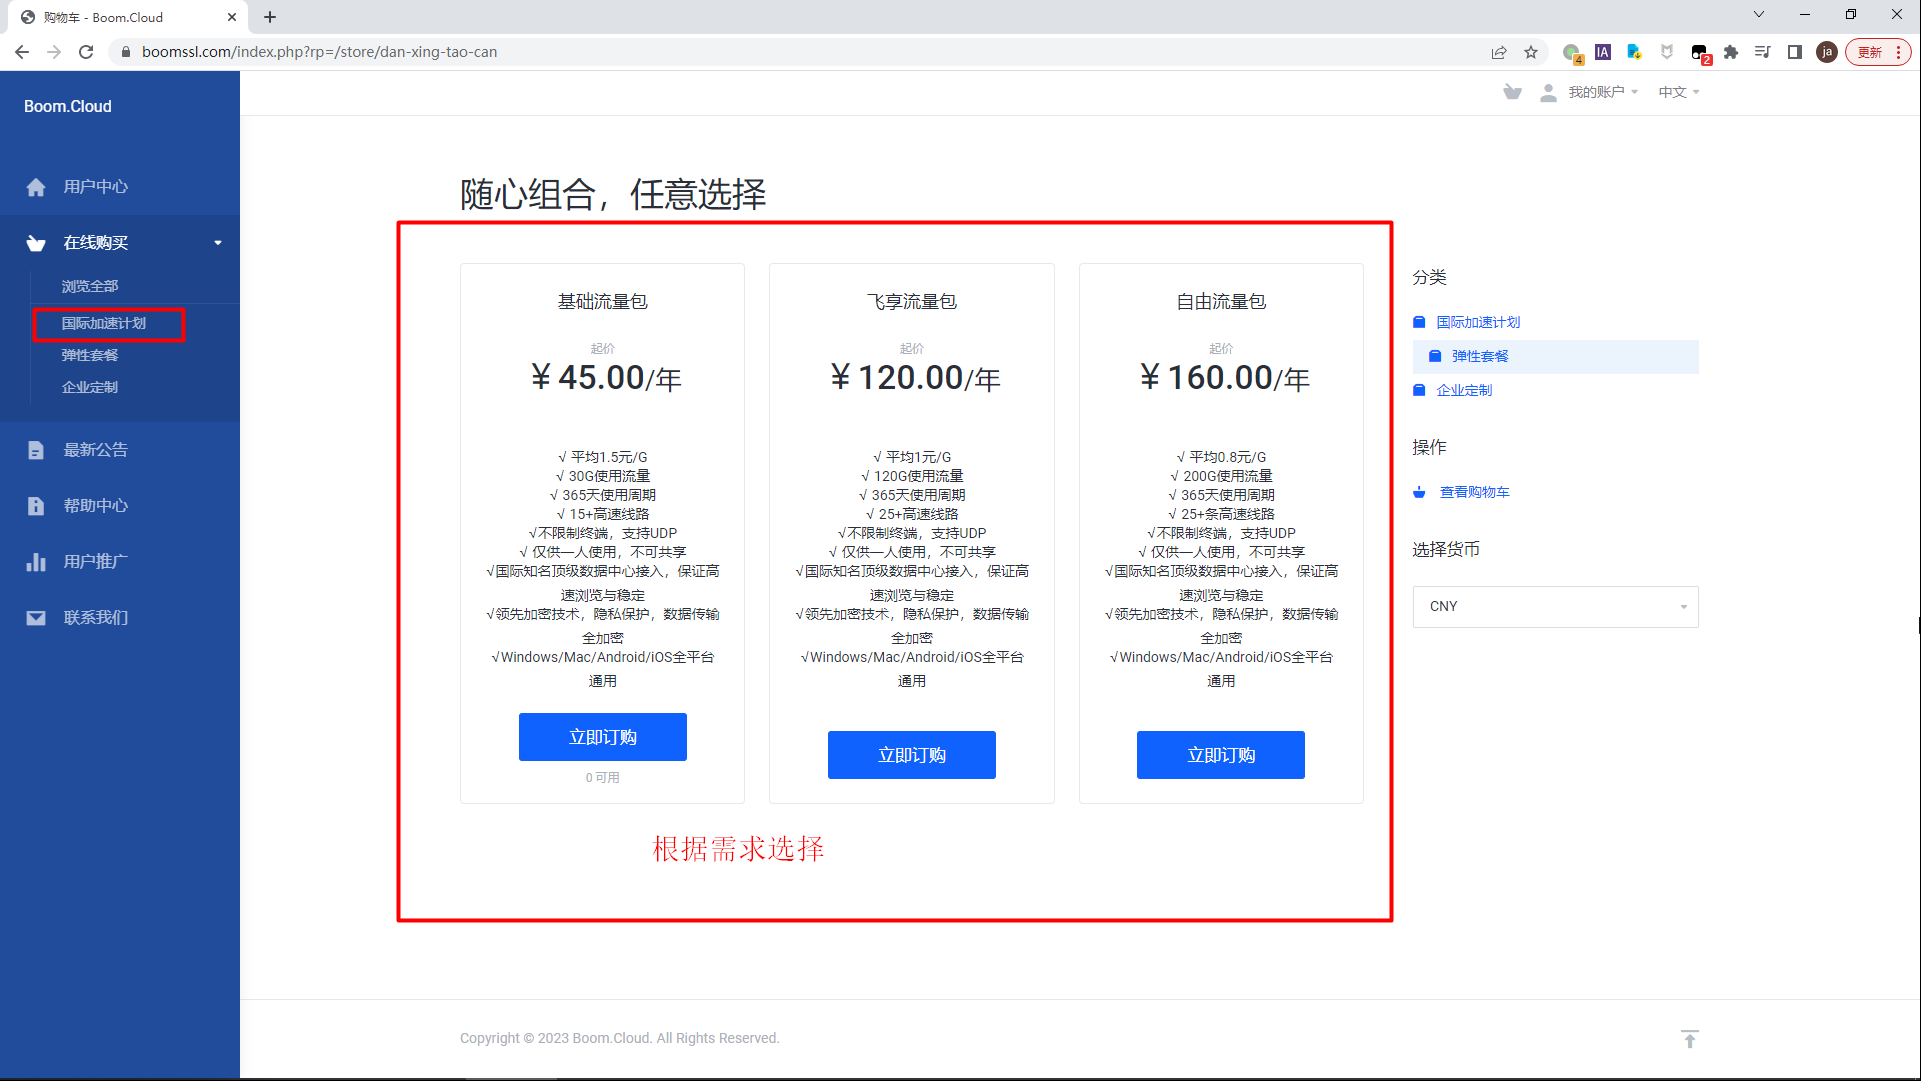 购物车 - Boom.Cloud
boomssl.com/index.php?rp=/store/dan-xing-tao-can
4
IA
2
ja
更新
Boom.Cloud
我的账户
中文
用户中心
在线购买
浏览全部
国际加速计划
弹性套餐
企业定制
最新公告
帮助中心
用户推广
联系我们
随心组合，任意选择
基础流量包
起价
¥ 45.00/年
√ 平均1.5元/G
√ 30G使用流量
√ 365天使用周期
√ 15+高速线路
√不限制终端，支持UDP
√ 仅供一人使用，不可共享
√国际知名顶级数据中心接入，保证高
速浏览与稳定
√领先加密技术，隐私保护，数据传输
全加密
√Windows/Mac/Android/iOS全平台
通用
立即订购
0 可用
飞享流量包
起价
¥ 120.00/年
√ 平均1元/G
√ 120G使用流量
√ 365天使用周期
√ 25+高速线路
√不限制终端，支持UDP
√ 仅供一人使用，不可共享
√国际知名顶级数据中心接入，保证高
速浏览与稳定
√领先加密技术，隐私保护，数据传输
全加密
√Windows/Mac/Android/iOS全平台
通用
立即订购
自由流量包
起价
¥ 160.00/年
√ 平均0.8元/G
√ 200G使用流量
√ 365天使用周期
√ 25+条高速线路
√不限制终端，支持UDP
√ 仅供一人使用，不可共享
√国际知名顶级数据中心接入，保证高
速浏览与稳定
√领先加密技术，隐私保护，数据传输
全加密
√Windows/Mac/Android/iOS全平台
通用
立即订购
根据需求选择
分类
国际加速计划
弹性套餐
企业定制
操作
查看购物车
选择货币
CNY
Copyright © 2023 Boom.Cloud. All Rights Reserved.